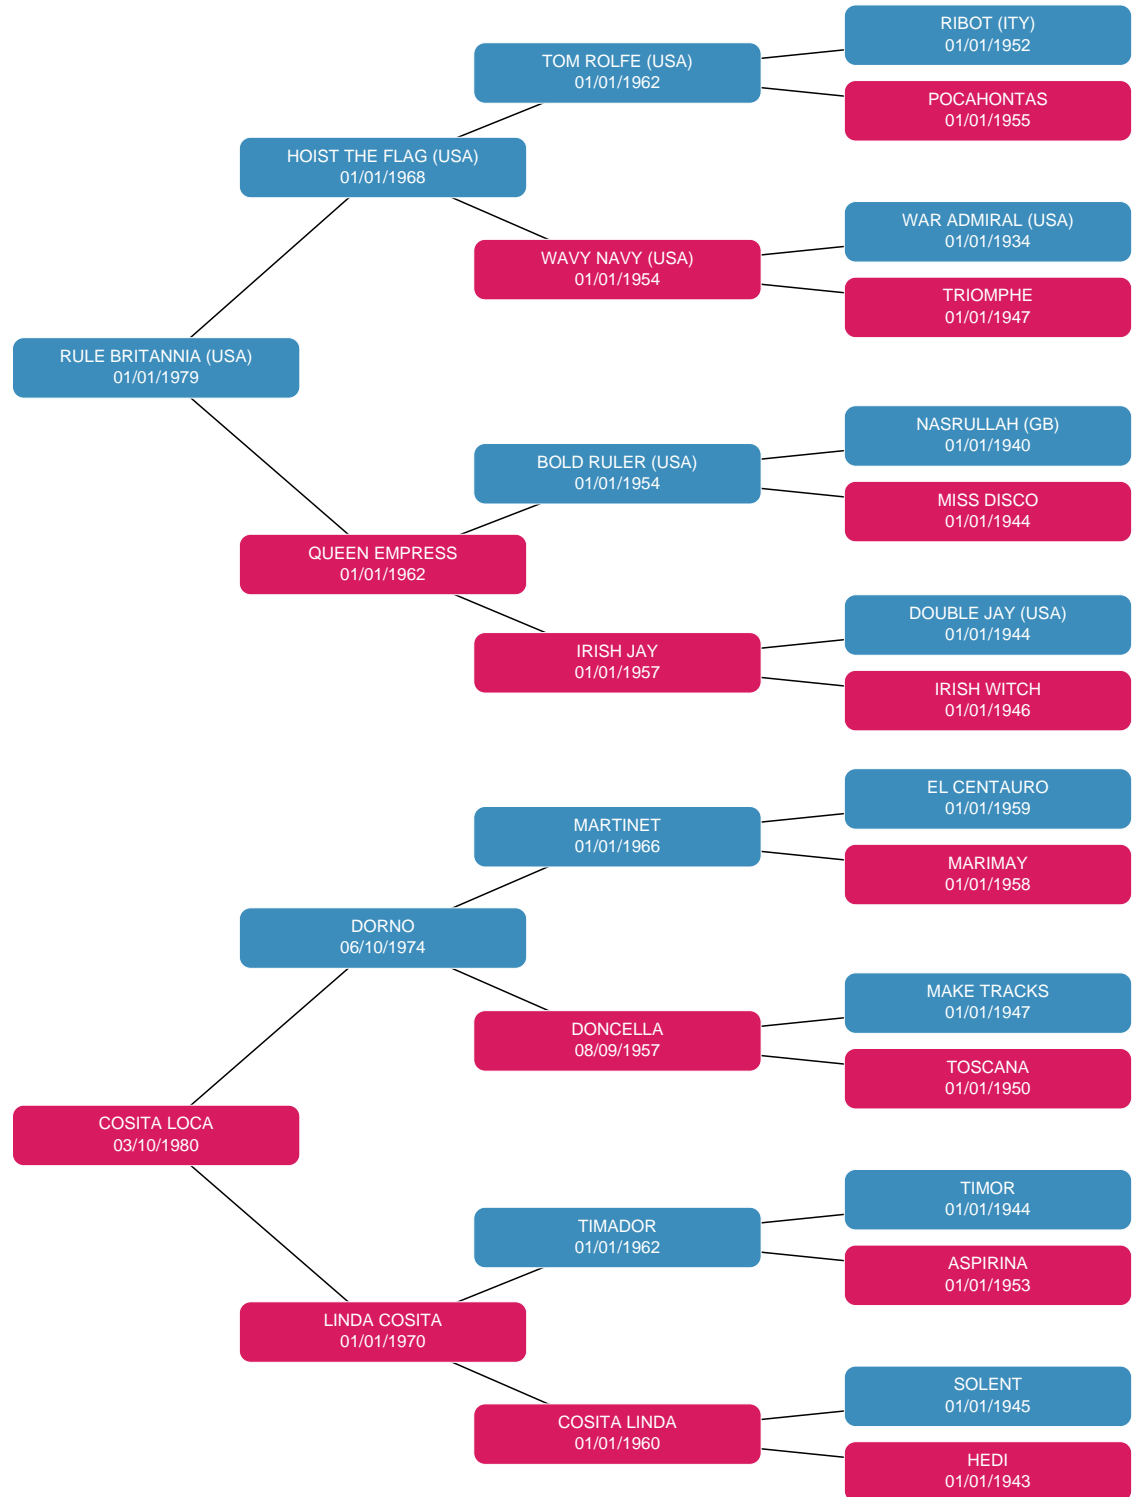 RIBOT (ITY)
01/01/1952
TOM ROLFE (USA)
01/01/1962
POCAHONTAS
01/01/1955
HOIST THE FLAG (USA)
01/01/1968
WAR ADMIRAL (USA)
01/01/1934
WAVY NAVY (USA)
01/01/1954
TRIOMPHE
01/01/1947
RULE BRITANNIA (USA)
01/01/1979
NASRULLAH (GB)
01/01/1940
BOLD RULER (USA)
01/01/1954
MISS DISCO
01/01/1944
QUEEN EMPRESS
01/01/1962
DOUBLE JAY (USA)
01/01/1944
IRISH JAY
01/01/1957
IRISH WITCH
01/01/1946
EL CENTAURO
01/01/1959
MARTINET
01/01/1966
MARIMAY
01/01/1958
DORNO
06/10/1974
MAKE TRACKS
01/01/1947
DONCELLA
08/09/1957
TOSCANA
01/01/1950
COSITA LOCA
03/10/1980
TIMOR
01/01/1944
TIMADOR
01/01/1962
ASPIRINA
01/01/1953
LINDA COSITA
01/01/1970
SOLENT
01/01/1945
COSITA LINDA
01/01/1960
HEDI
01/01/1943